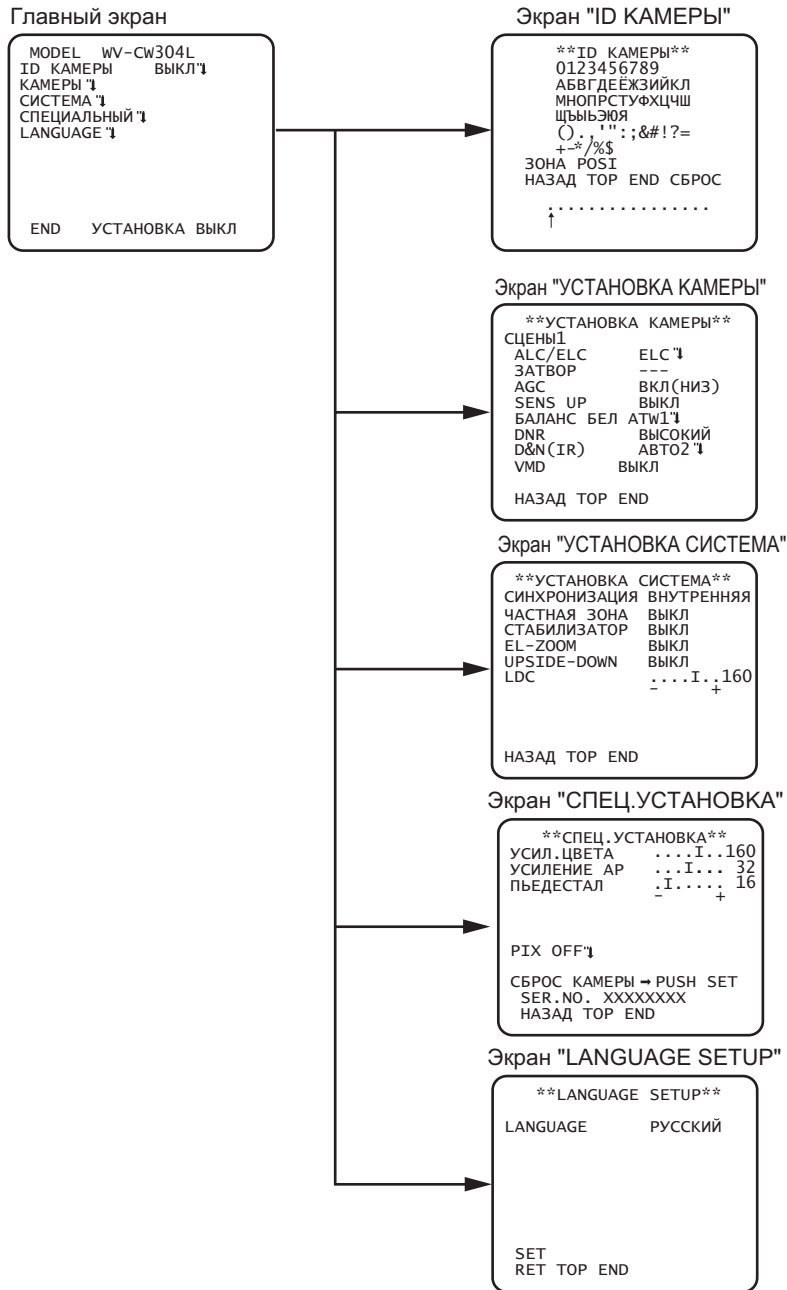 Главный экран
MODEL WV-CW304L
ID КАМЕРЫ ВЫКЛ
КАМЕРЫ
СИСТЕМА
СПЕЦИАЛЬНЫЙ
LANGUAGE
END УСТАНОВКА ВЫКЛ
Экран "ID КАМЕРЫ"
**ID КАМЕРЫ**
0123456789
АБВГДЕЁЖЗИЙКЛ
МНОПРСТУФХЦЧШ
ЩЪЫЬЭЮЯ
().,'":;&#!?=
+-*/%$
ЗОНА POSI
НАЗАД TOP END СБРОС
................
↑
Экран "УСТАНОВКА КАМЕРЫ"
**УСТАНОВКА КАМЕРЫ**
СЦЕНЫ1
ALC/ELC ELC
ЗАТВОР ---
AGC ВКЛ(НИЗ)
SENS UP ВЫКЛ
БАЛАНС БЕЛ ATW1
DNR ВЫСОКИЙ
D&N(IR) АВТО2
VMD ВЫКЛ
НАЗАД TOP END
Экран "УСТАНОВКА СИСТЕМА"
**УСТАНОВКА СИСТЕМА**
СИНХРОНИЗАЦИЯ ВНУТРЕННЯЯ
ЧАСТНАЯ ЗОНА ВЫКЛ
СТАБИЛИЗАТОР ВЫКЛ
EL-ZOOM ВЫКЛ
UPSIDE-DOWN ВЫКЛ
LDC ....I..160
- +
НАЗАД TOP END
Экран "СПЕЦ.УСТАНОВКА"
**СПЕЦ.УСТАНОВКА**
УСИЛ.ЦВЕТА ....I..160
УСИЛЕНИЕ АР ...I... 32
ПЬЕДЕСТАЛ .I..... 16
- +
PIX OFF
СБРОС КАМЕРЫ → PUSH SET
SER.NO. XXXXXXXX
НАЗАД TOP END
Экран "LANGUAGE SETUP"
**LANGUAGE SETUP**
LANGUAGE РУССКИЙ
SET
RET TOP END